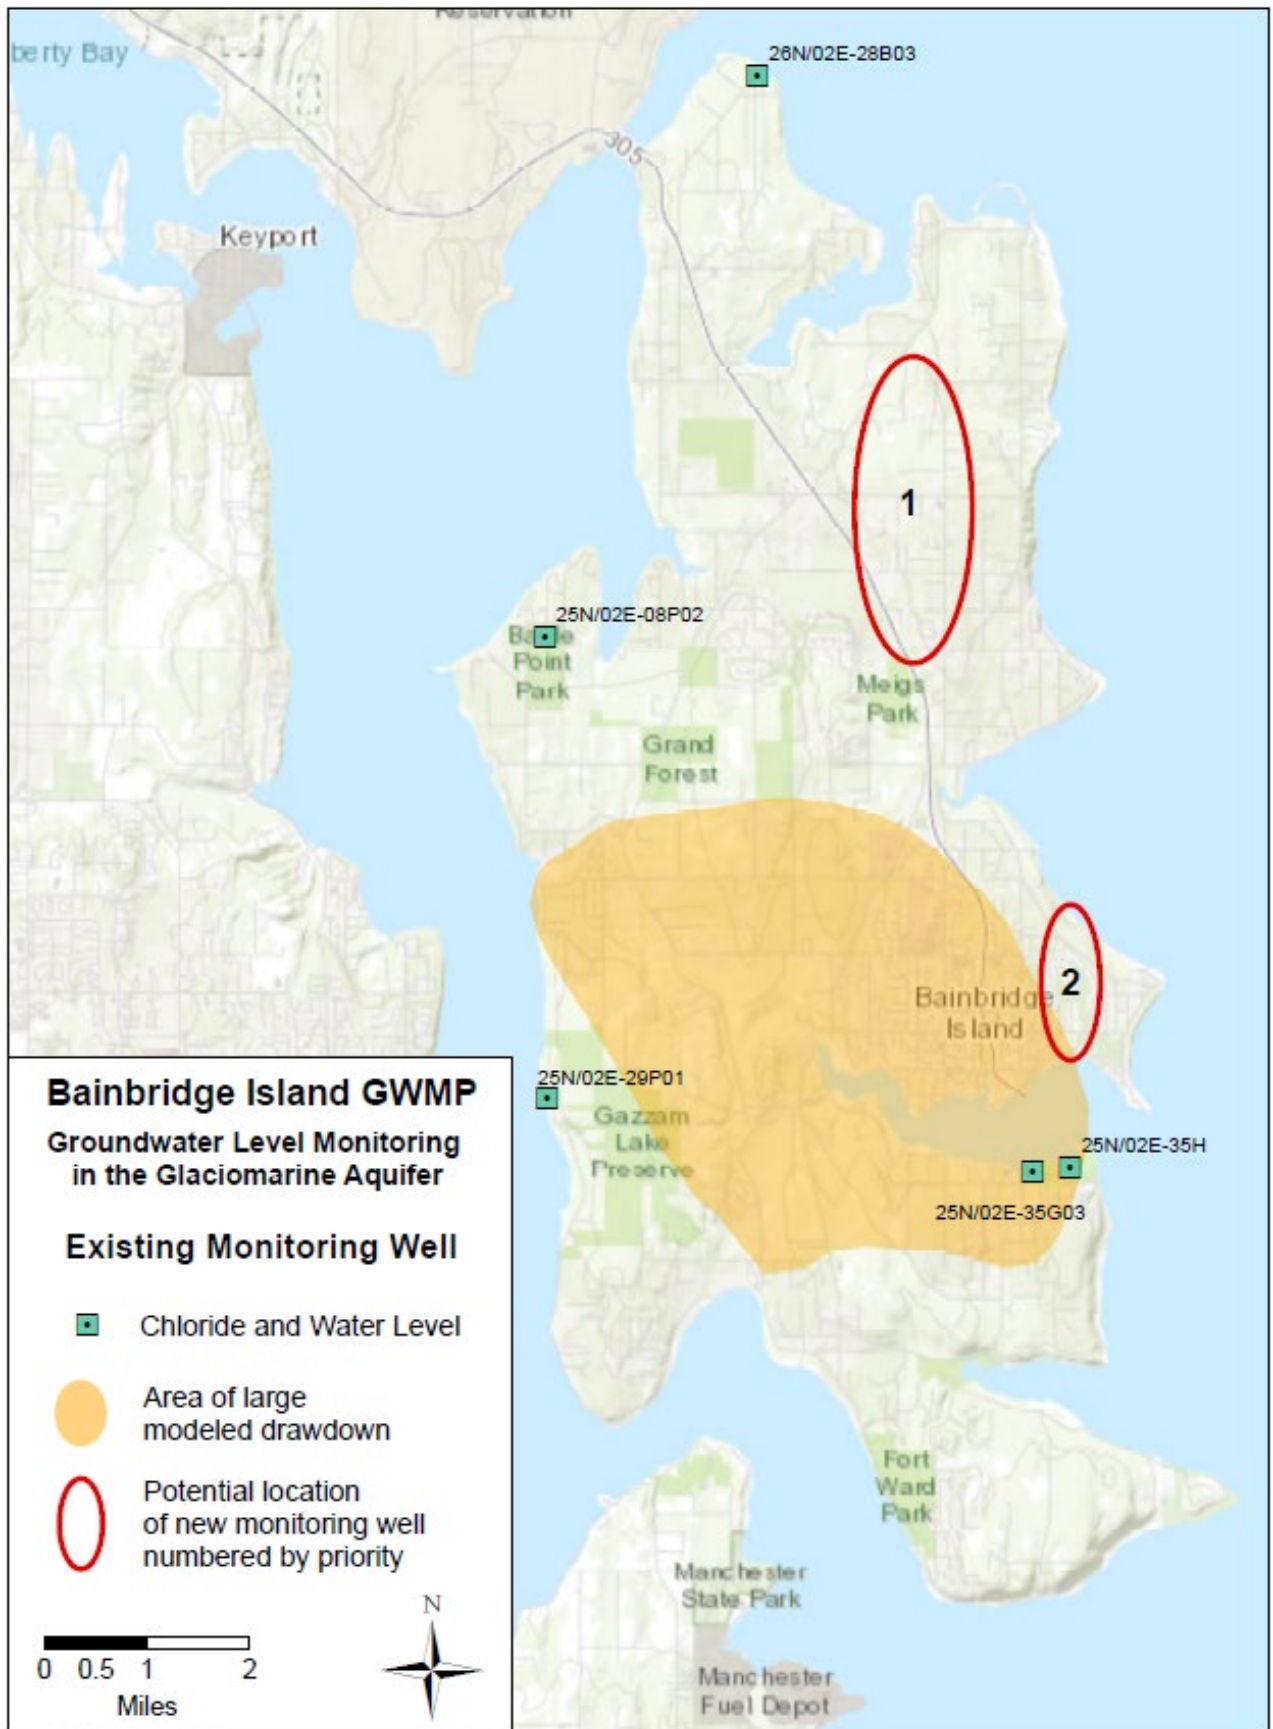 Reservation
berty Bay
26N/02E-28B03
305
Keyport
1
25N/02E-08P02
Point
Park
Meigs
Park
Grand
Forest
2
Bainbridge
Island
25N/02E-29P01
Gazzam
Lake
Preserve
25N/02E-35H
25N/02E-35G03
Fort
Ward
Park
Manchester
State Park
Manchester
Fuel Depot
Bainbridge Island GWMP
Groundwater Level Monitoring
in the Glaciomarine Aquifer
Existing Monitoring Well
Chloride and Water Level
Area of large
modeled drawdown
Potential location
of new monitoring well
numbered by priority
N
0 0.5 1 2
Miles